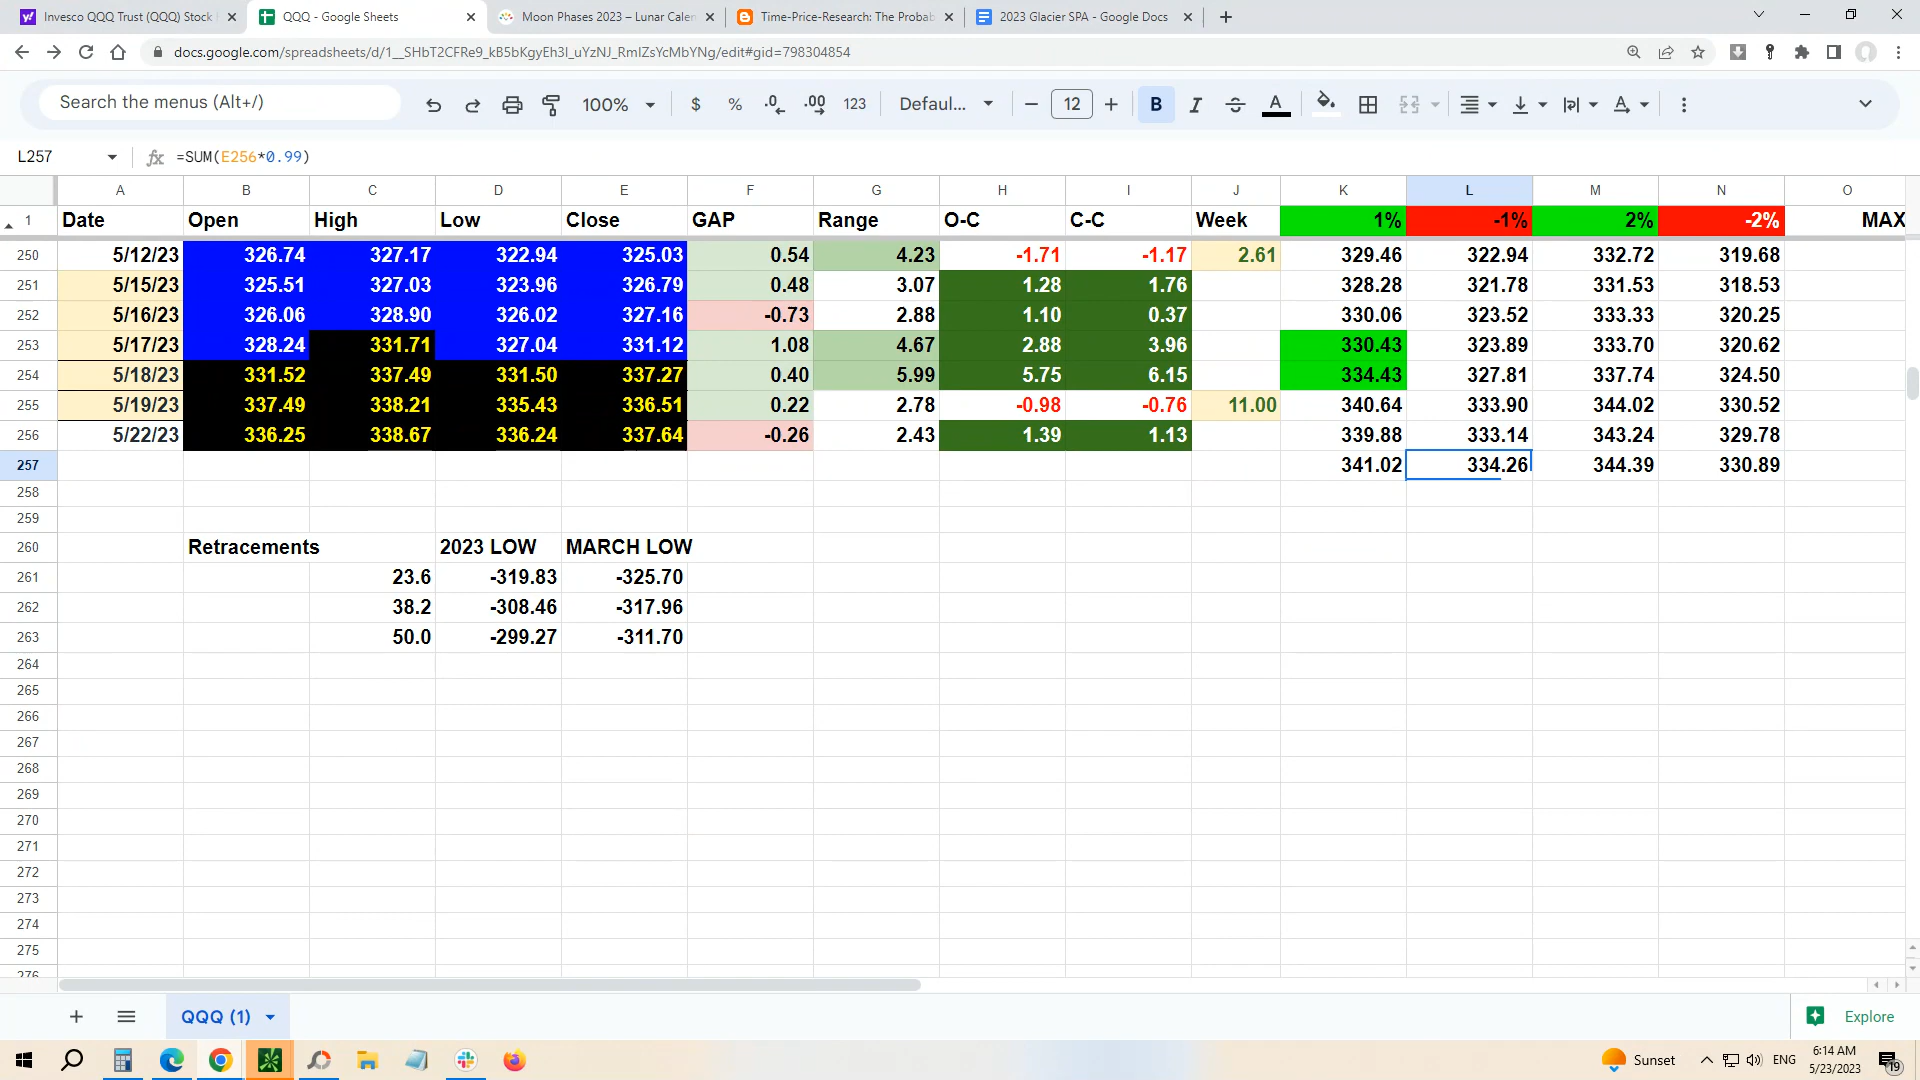 Invesco QQQ Trust (QQQ) Stock
QQQ - Google Sheets
Moon Phases 2023 – Lunar Calen
Time-Price-Research: The Probab
2023 Glacier SPA - Google Docs
docs.google.com/spreadsheets/d/1__SHbT2CFRe9_kB5bKgyEh3I_uYzNJ_RmIZsYcMbYNg/edit#gid=798304854
Search the menus (Alt+/) 100% $ % .0 .00 123 Defaul... 12 B I A
L257 fx =SUM(E256*0.99)
A B C D E F G H I J K L M N O
1 Date Open High Low Close GAP Range O-C C-C Week 1% -1% 2% -2% MAX
250 5/12/23 326.74 327.17 322.94 325.03 0.54 4.23 -1.71 -1.17 2.61 329.46 322.94 332.72 319.68
251 5/15/23 325.51 327.03 323.96 326.79 0.48 3.07 1.28 1.76 328.28 321.78 331.53 318.53
252 5/16/23 326.06 328.90 326.02 327.16 -0.73 2.88 1.10 0.37 330.06 323.52 333.33 320.25
253 5/17/23 328.24 331.71 327.04 331.12 1.08 4.67 2.88 3.96 330.43 323.89 333.70 320.62
254 5/18/23 331.52 337.49 331.50 337.27 0.40 5.99 5.75 6.15 334.43 327.81 337.74 324.50
255 5/19/23 337.49 338.21 335.43 336.51 0.22 2.78 -0.98 -0.76 11.00 340.64 333.90 344.02 330.52
256 5/22/23 336.25 338.67 336.24 337.64 -0.26 2.43 1.39 1.13 339.88 333.14 343.24 329.78
257 341.02 334.26 344.39 330.89
258
259
260 Retracements 2023 LOW MARCH LOW
261 23.6 -319.83 -325.70
262 38.2 -308.46 -317.96
263 50.0 -299.27 -311.70
264
265
266
267
268
269
270
271
272
273
274
275
276
QQQ (1) Explore
Sunset ENG 6:14 AM
5/23/2023 19